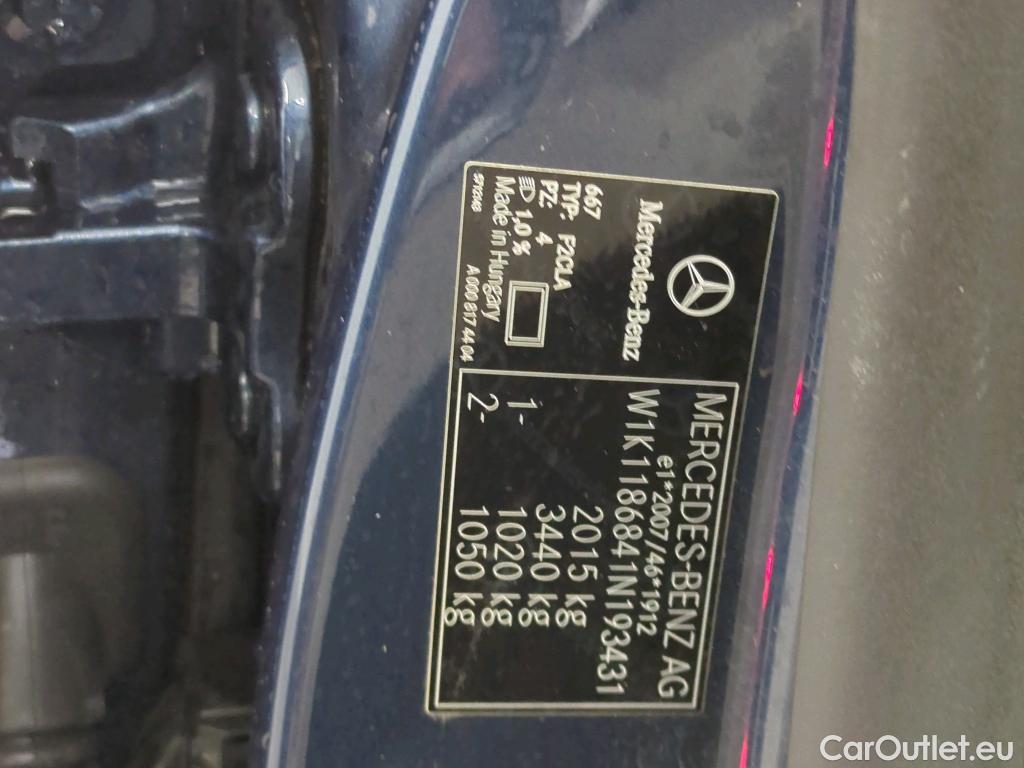 Mercedes-Benz
667
TYP: F2CLA
PZ: 4
1,0 %
Made in Hungary
A 000 817 44 04
MERCEDES-BENZ AG
e1*2007/46*1912
W1K1186841N193431
2015 kg
3440 kg
1- 1020 kg
2- 1050 kg
CarOutlet.eu